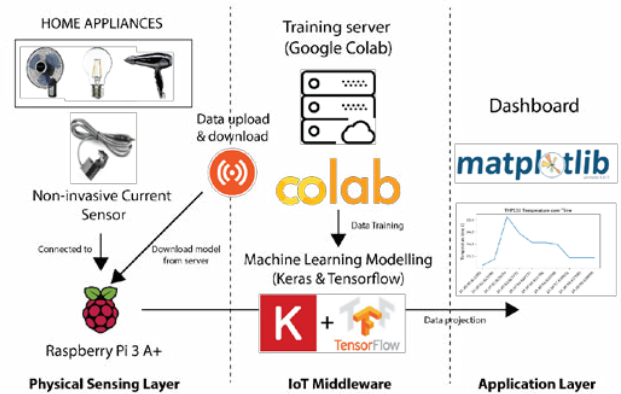 HOME APPLIANCES
Non-invasive Current
Sensor
Connected to
Download model
from server
Raspberry Pi 3 A+
Physical Sensing Layer
Data upload
& download
Training server
(Google Colab)
colab
Data Training
Machine Learning Modelling
(Keras & Tensorflow)
K + TensorFlow
Data projection
IoT Middleware
Dashboard
matplotlib
Application Layer